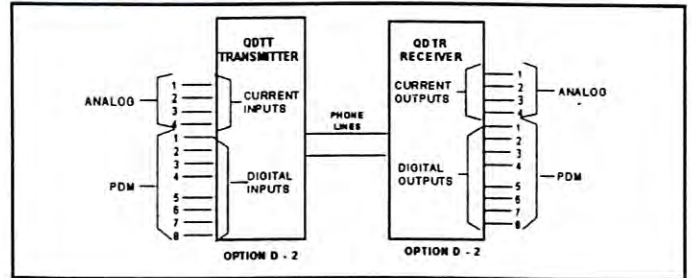 QDTT
TRANSMITTER
ANALOG
1
2
3
4
CURRENT
INPUTS
PDM
1
2
3
4
5
6
7
8
DIGITAL
INPUTS
OPTION D - 2
PHONE
LINES
QDTR
RECEIVER
CURRENT
OUTPUTS
1
2
3
4
ANALOG
DIGITAL
OUTPUTS
1
2
3
4
5
6
7
8
PDM
OPTION D - 2